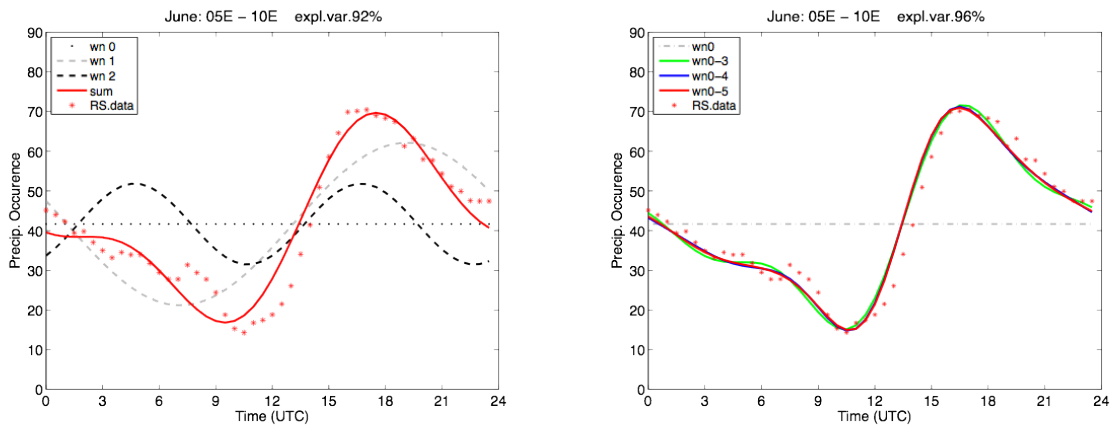 June: 05E − 10E expl.var.92%
90
80
70
60
50
40
30
20
10
0
Precip. Occurence
wn 0
wn 1
wn 2
sum
RS.data
0 3 6 9 12 15 18 21 24
Time (UTC)
June: 05E − 10E expl.var.96%
90
80
70
60
50
40
30
20
10
0
Precip. Occurence
wn0
wn0−3
wn0−4
wn0−5
RS.data
0 3 6 9 12 15 18 21 24
Time (UTC)